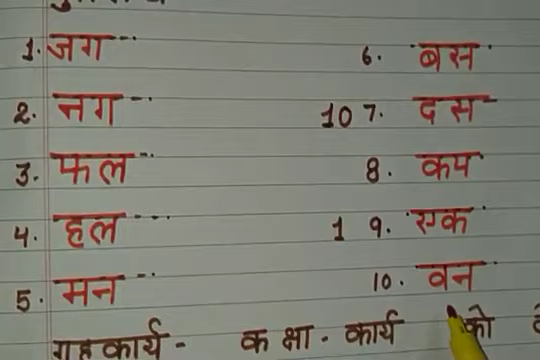 1. जग
2. नग
3. फल
4. हल
5. मन
6. बस
10 7. दस
8. कप
1 9. एक
10. वन
गृहकार्य - कक्षा - कार्य को